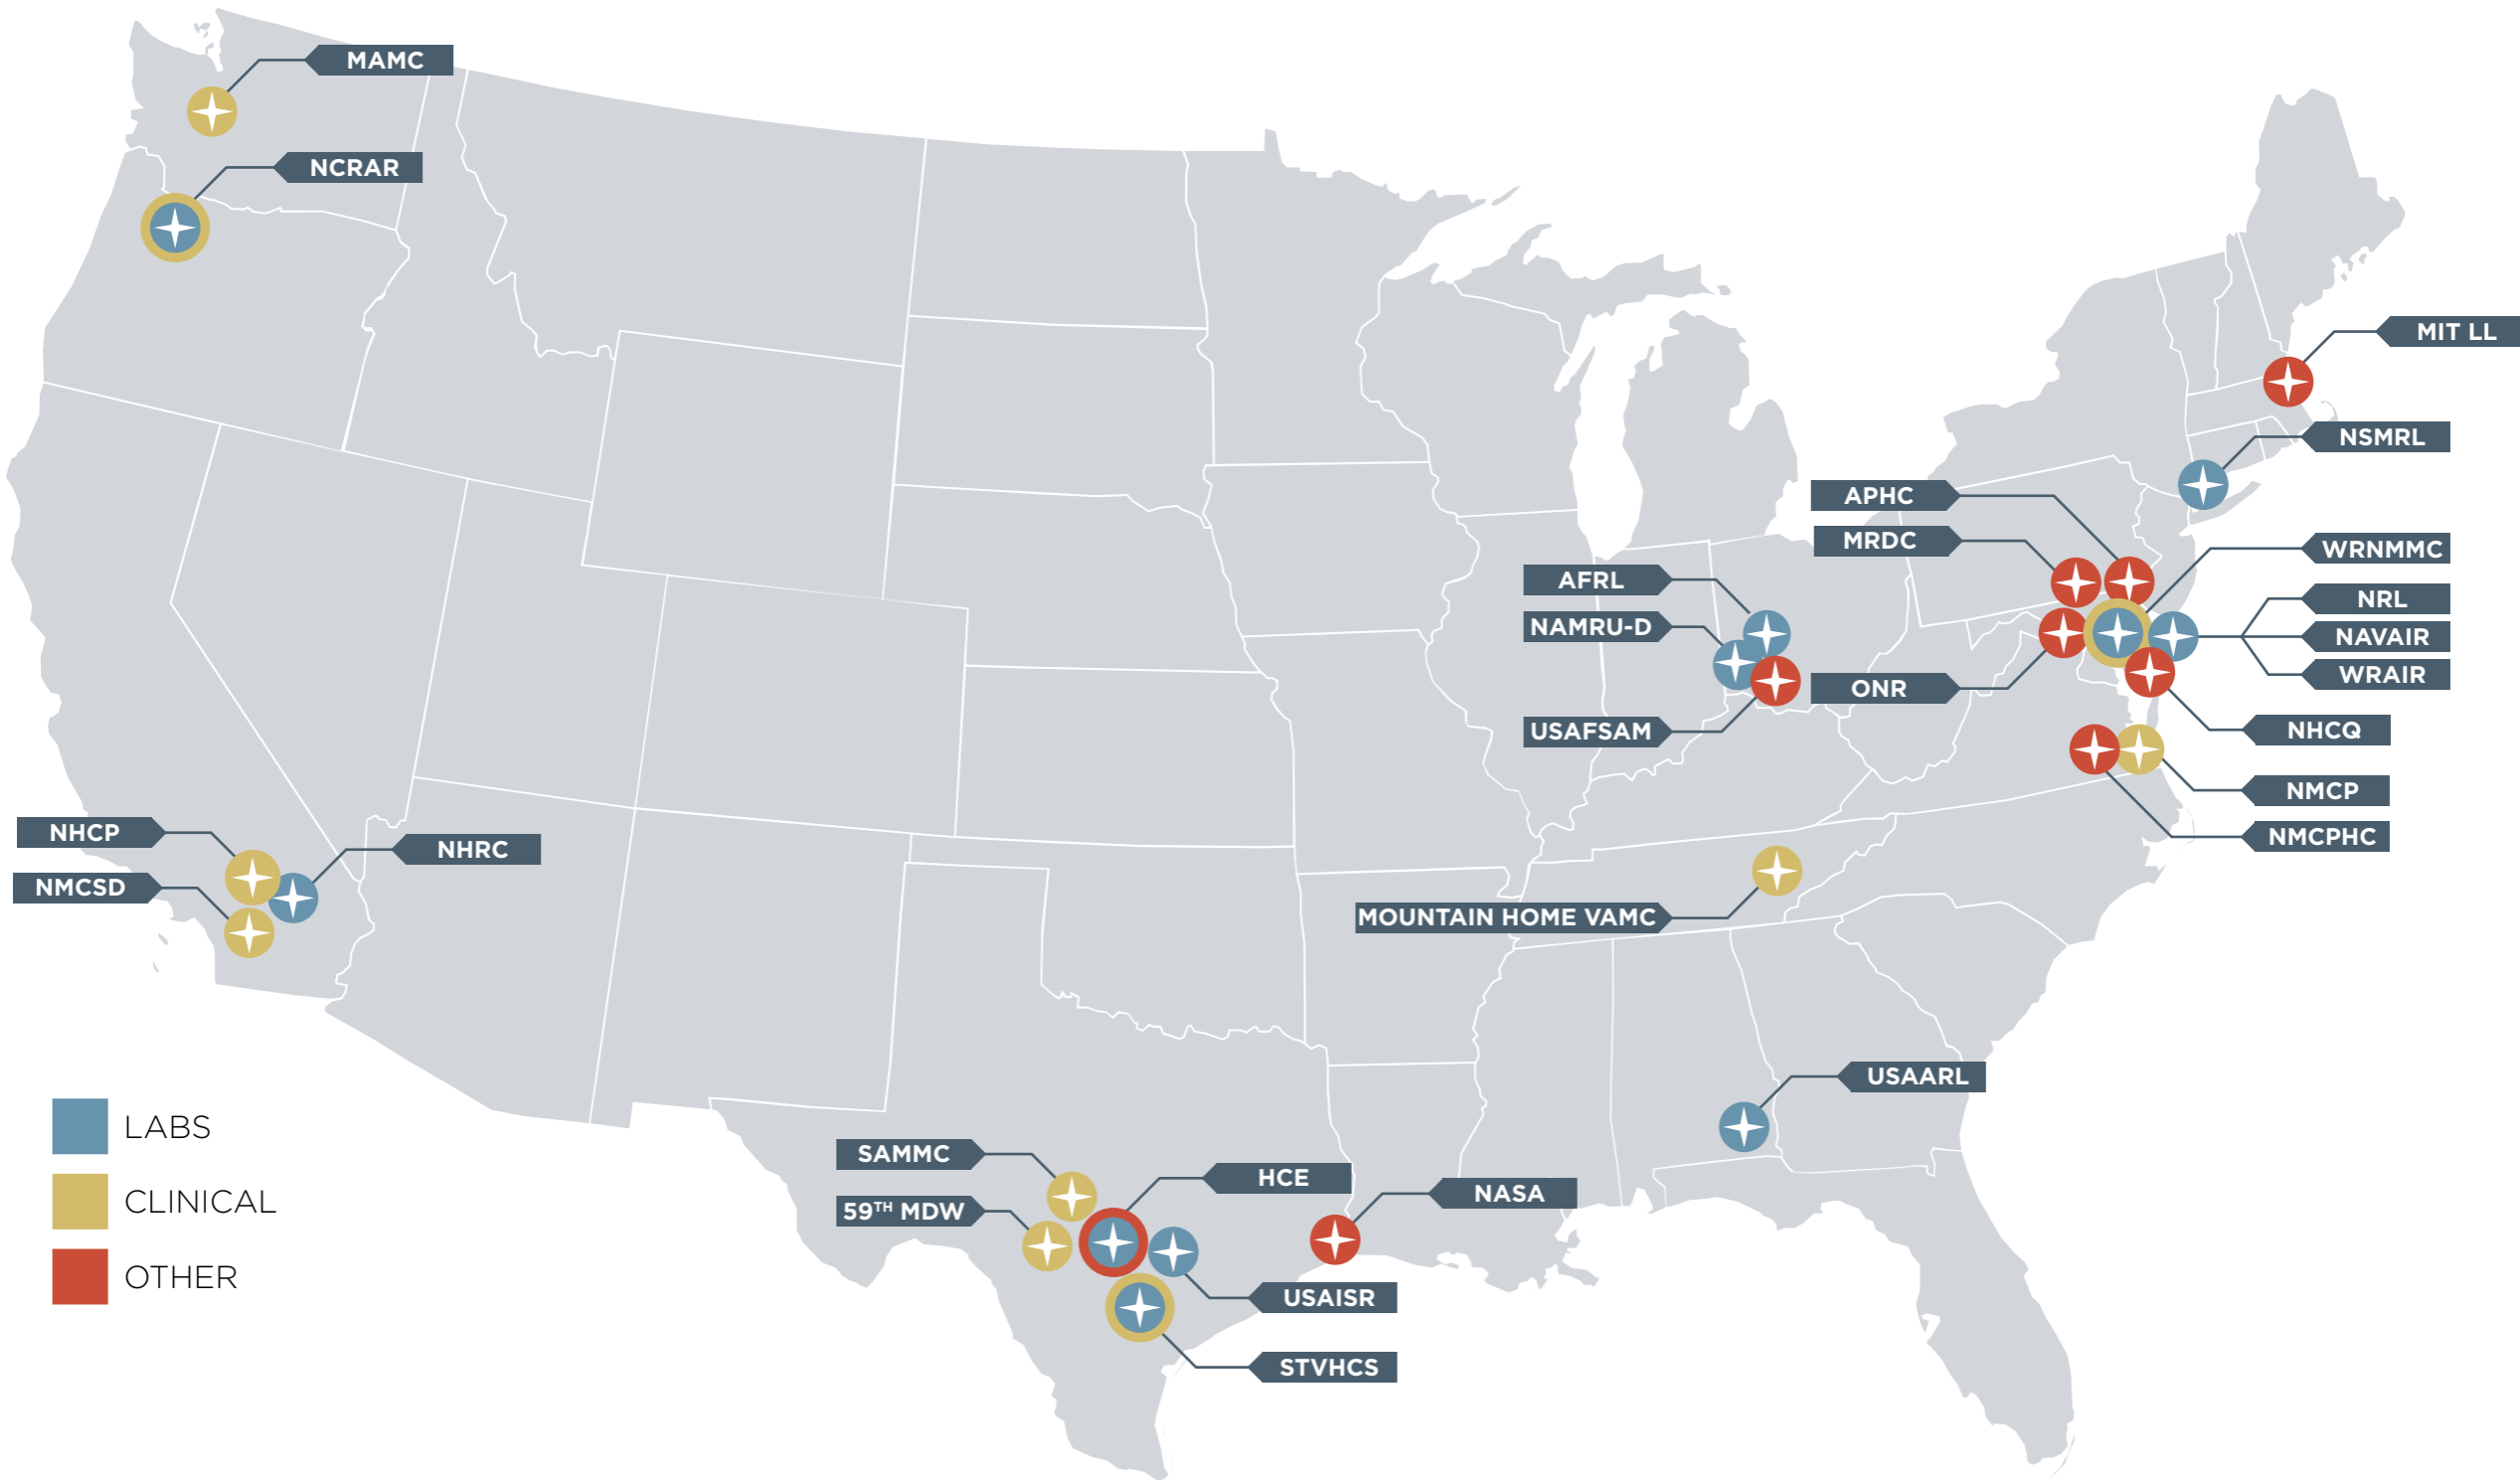 MAMC
NCRAR
MIT LL
NSMRL
APHC
MRDC
WRNMMC
AFRL
NRL
NAMRU-D
NAVAIR
WRAIR
ONR
USAFSAM
NHCQ
NMCP
NHCP
NMCPHC
NHRC
NMCSD
MOUNTAIN HOME VAMC
USAARL
LABS
SAMMC
HCE
NASA
CLINICAL
59TH MDW
OTHER
USAISR
STVHCS